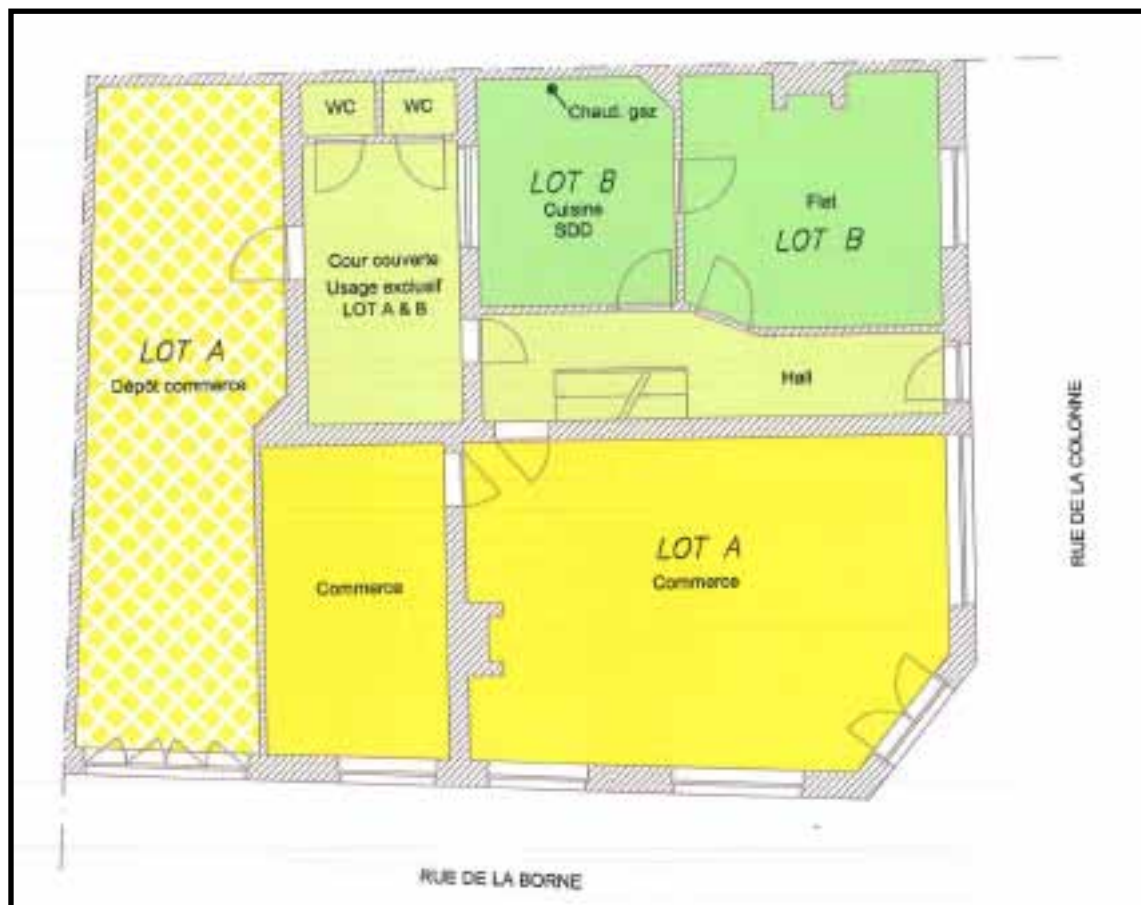 WC
WC
Chaud. gaz
LOT B
Cuisine
SDD
Flat
LOT B
Cour couverte
Usage exclusif
LOT A & B
LOT A
Dépôt commerce
Hall
RUE DE LA COLONNE
Commerce
LOT A
Commerce
RUE DE LA BORNE